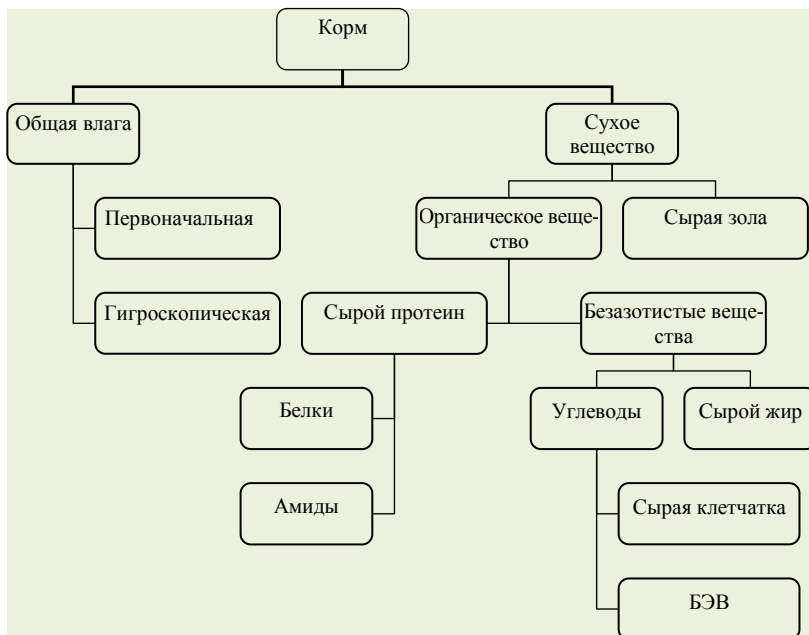 Корм
Общая влага
Сухое
вещество
Первоначальная
Органическое веще-
ство
Сырая зола
Гигроскопическая
Сырой протеин
Безазотистые веще-
ства
Белки
Углеводы
Сырой жир
Амиды
Сырая клетчатка
БЭВ